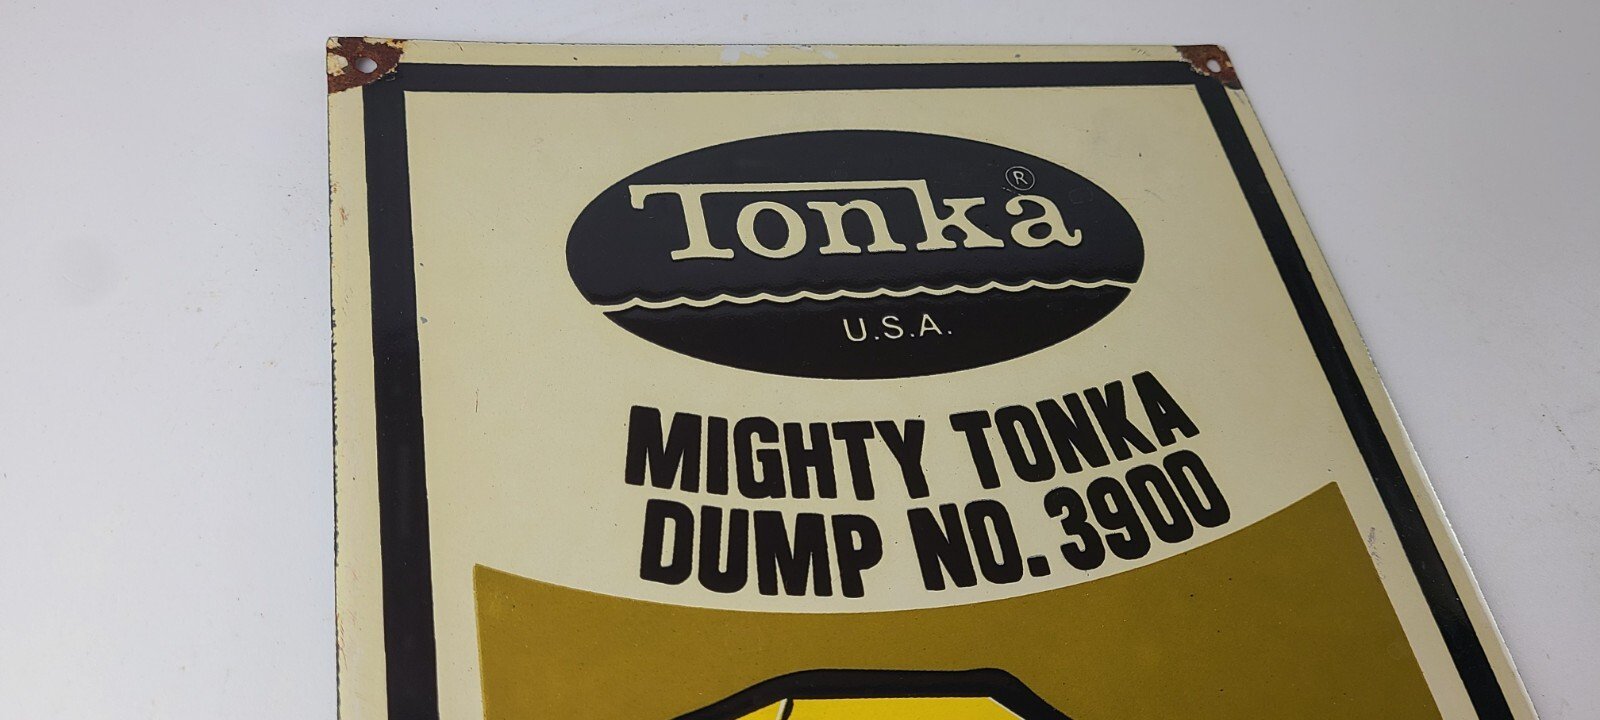 Tonka®
U.S.A.
MIGHTY TONKA
DUMP NO. 3900